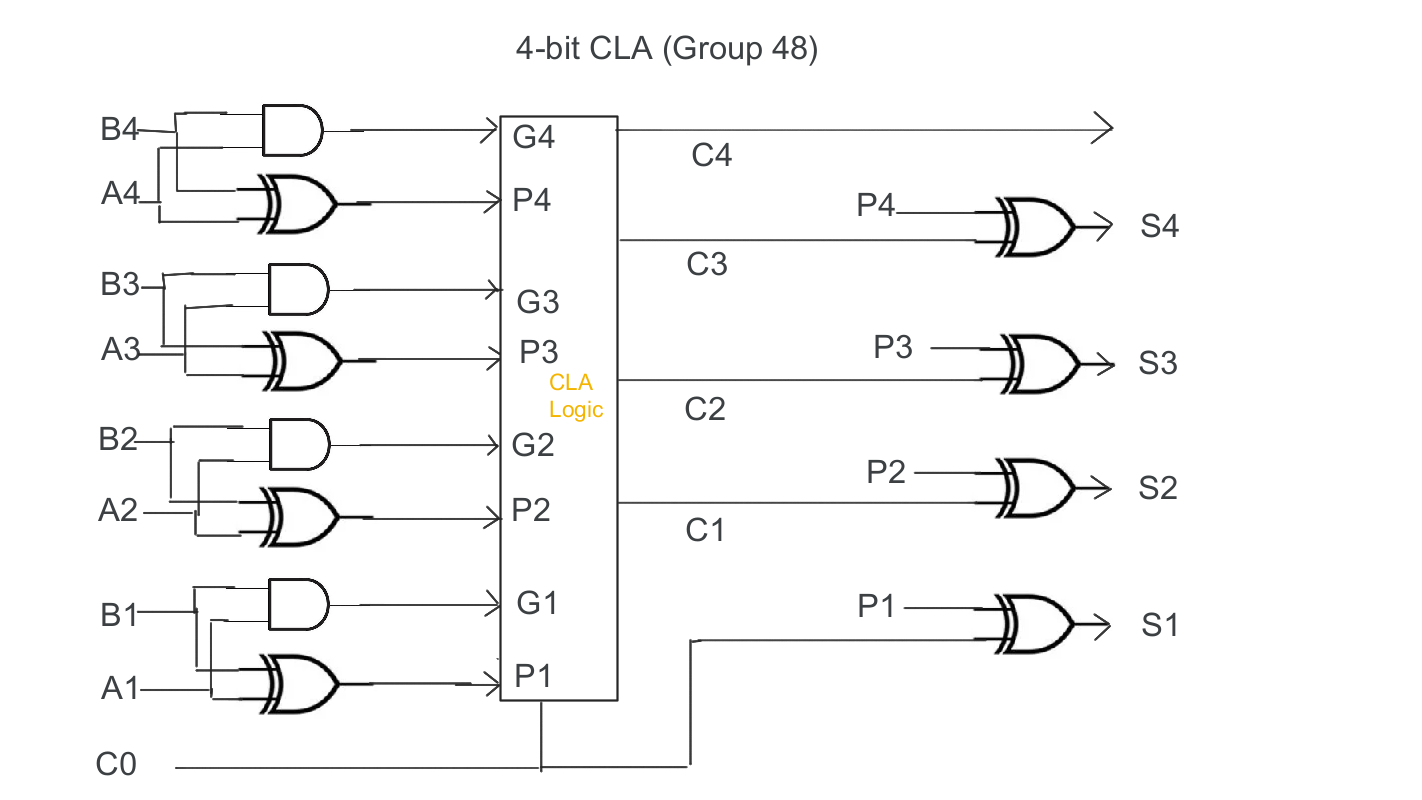 4-bit CLA (Group 48)
B4
G4
C4
A4
P4
P4
S4
C3
B3
G3
A3
P3
P3
S3
CLA
Logic
C2
B2
G2
P2
S2
A2
P2
C1
B1
G1
P1
S1
A1
P1
C0